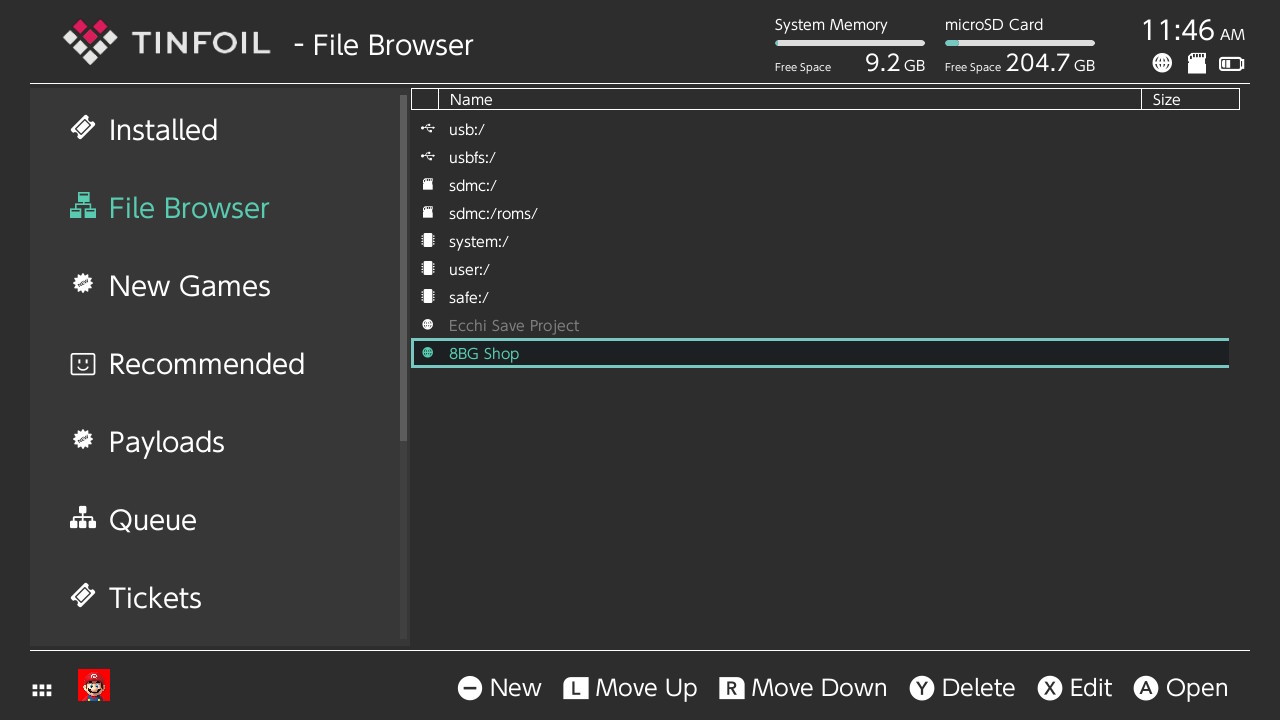 TINFOIL - File Browser
System Memory
Free Space 9.2 GB
microSD Card
Free Space 204.7 GB
11:46 AM
Installed
File Browser
New Games
Recommended
Payloads
Queue
Tickets
Name Size
usb:/
usbfs:/
sdmc:/
sdmc:/roms/
system:/
user:/
safe:/
Ecchi Save Project
8BG Shop
New L Move Up R Move Down Y Delete X Edit A Open